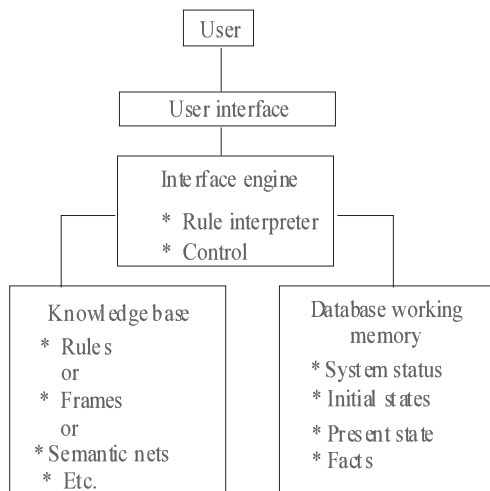 User
User interface
Interface engine
* Rule interpreter
* Control
Knowledge base
* Rules
or
* Frames
or
* Semantic nets
* Etc.
Database working
memory
* System status
* Initial states
* Present state
* Facts